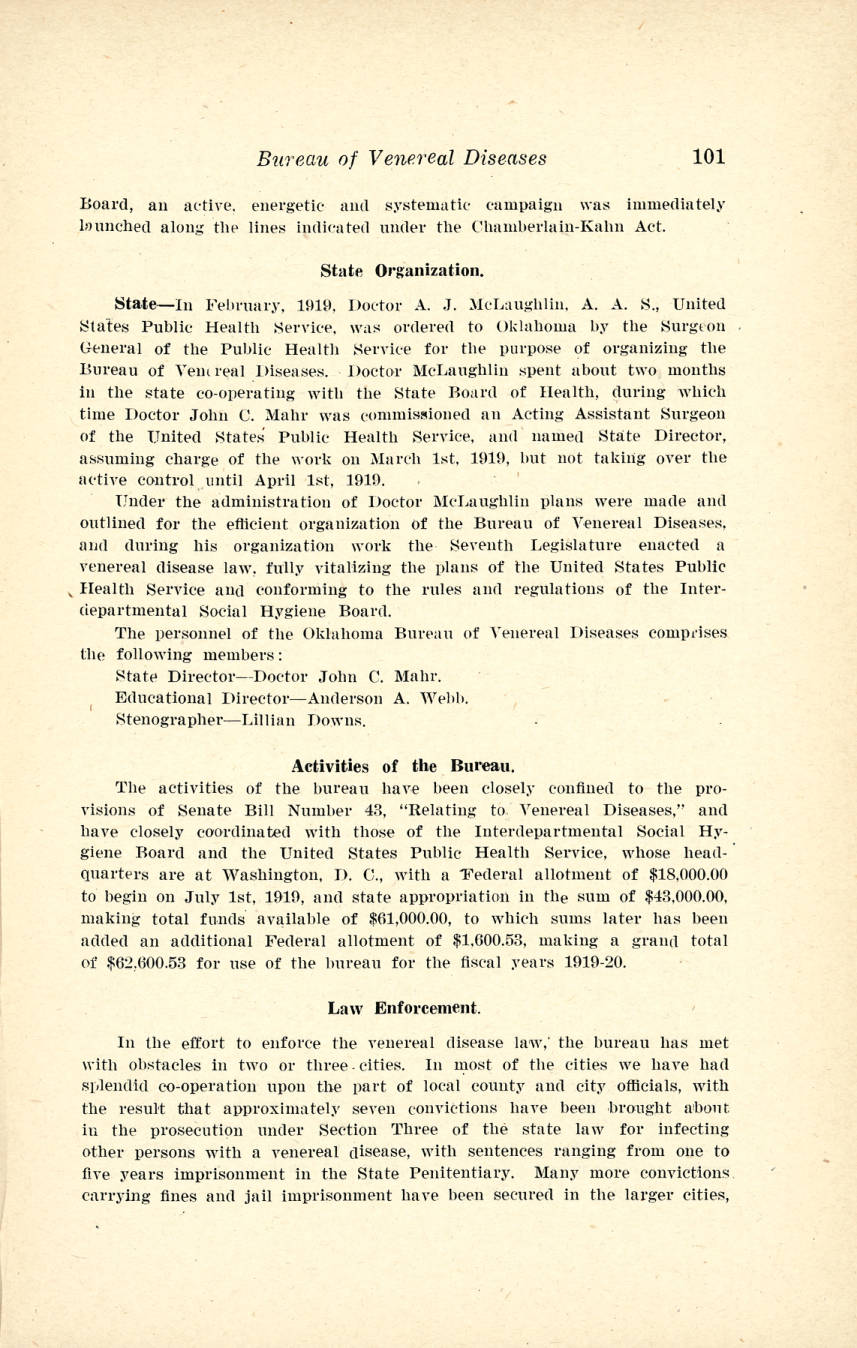 Bureau of Venereal Diseases 101
Board, an active, energetic and systematic campaign was immediately
launched along the lines indicated under the Chamberlain-Kahn Act.
State Organization.
State—In February, 1919, Doctor A. J. McLaughlin, A. A. S., United
States Public Health Service, was ordered to Oklahoma by the Surgeon
General of the Public Health Service for the purpose of organizing the
Bureau of Venereal Diseases. Doctor McLaughlin spent about two months
in the state co-operating with the State Board of Health, during which
time Doctor John C. Mahr was commissioned an Acting Assistant Surgeon
of the United States Public Health Service, and named State Director,
assuming charge of the work on March 1st, 1919, but not taking over the
active control until April 1st, 1919.
Under the administration of Doctor McLaughlin plans were made and
outlined for the efficient organization of the Bureau of Venereal Diseases,
and during his organization work the Seventh Legislature enacted a
venereal disease law, fully vitalizing the plans of the United States Public
Health Service and conforming to the rules and regulations of the Inter-
departmental Social Hygiene Board.
The personnel of the Oklahoma Bureau of Venereal Diseases comprises
the following members:
State Director—Doctor John C. Mahr.
Educational Director—Anderson A. Webb.
Stenographer—Lillian Downs.
Activities of the Bureau.
The activities of the bureau have been closely confined to the pro-
visions of Senate Bill Number 43, “Relating to Venereal Diseases,” and
have closely coordinated with those of the Interdepartmental Social Hy-
giene Board and the United States Public Health Service, whose head-
quarters are at Washington, D. C., with a Federal allotment of $18,000.00
to begin on July 1st, 1919, and state appropriation in the sum of $43,000.00,
making total funds available of $61,000.00, to which sums later has been
added an additional Federal allotment of $1,600.53, making a grand total
of $62,600.53 for use of the bureau for the fiscal years 1919-20.
Law Enforcement.
In the effort to enforce the venereal disease law, the bureau has met
with obstacles in two or three cities. In most of the cities we have had
splendid co-operation upon the part of local county and city officials, with
the result that approximately seven convictions have been brought about
in the prosecution under Section Three of the state law for infecting
other persons with a venereal disease, with sentences ranging from one to
five years imprisonment in the State Penitentiary. Many more convictions
carrying fines and jail imprisonment have been secured in the larger cities,